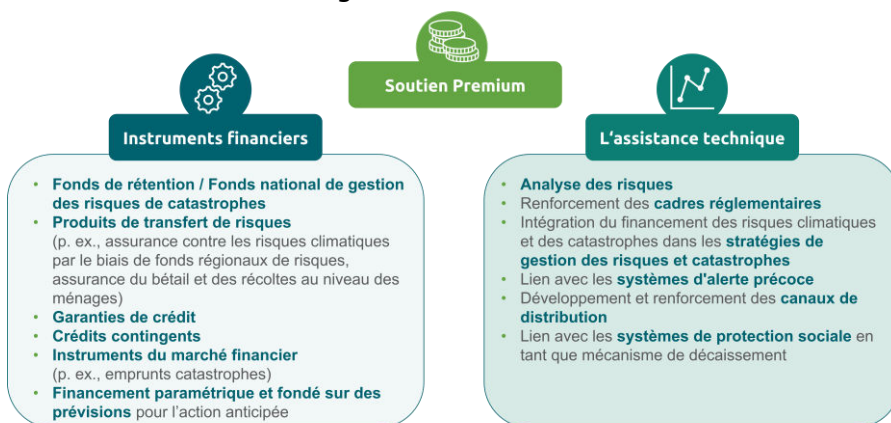 Soutien Premium
Instruments financiers
• Fonds de rétention / Fonds national de gestion
des risques de catastrophes
• Produits de transfert de risques
(p. ex., assurance contre les risques climatiques
par le biais de fonds régionaux de risques,
assurance du bétail et des récoltes au niveau des
ménages)
• Garanties de crédit
• Crédits contingents
• Instruments du marché financier
(p. ex., emprunts catastrophes)
• Financement paramétrique et fondé sur des
prévisions pour l'action anticipée
L'assistance technique
• Analyse des risques
• Renforcement des cadres réglementaires
• Intégration du financement des risques climatiques
et des catastrophes dans les stratégies de
gestion des risques et catastrophes
• Lien avec les systèmes d'alerte précoce
• Développement et renforcement des canaux de
distribution
• Lien avec les systèmes de protection sociale en
tant que mécanisme de décaissement